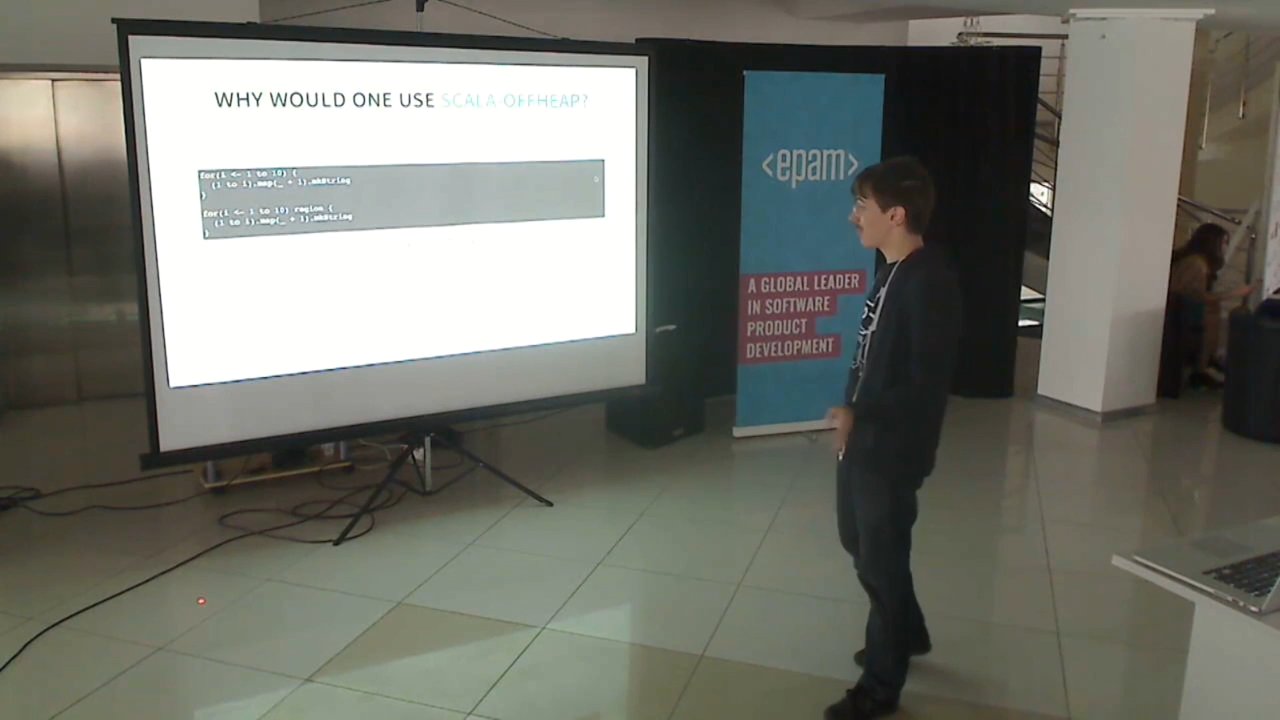 WHY WOULD ONE USE SCALA-OFFHEAP?
for(i <- 1 to 10) {
(1 to i).map(_ + 1).mkString
}
for(i <- 1 to 10) region {
(1 to i).map(_ + 1).mkString
}
<epam>
A GLOBAL LEADER
IN SOFTWARE
PRODUCT
DEVELOPMENT